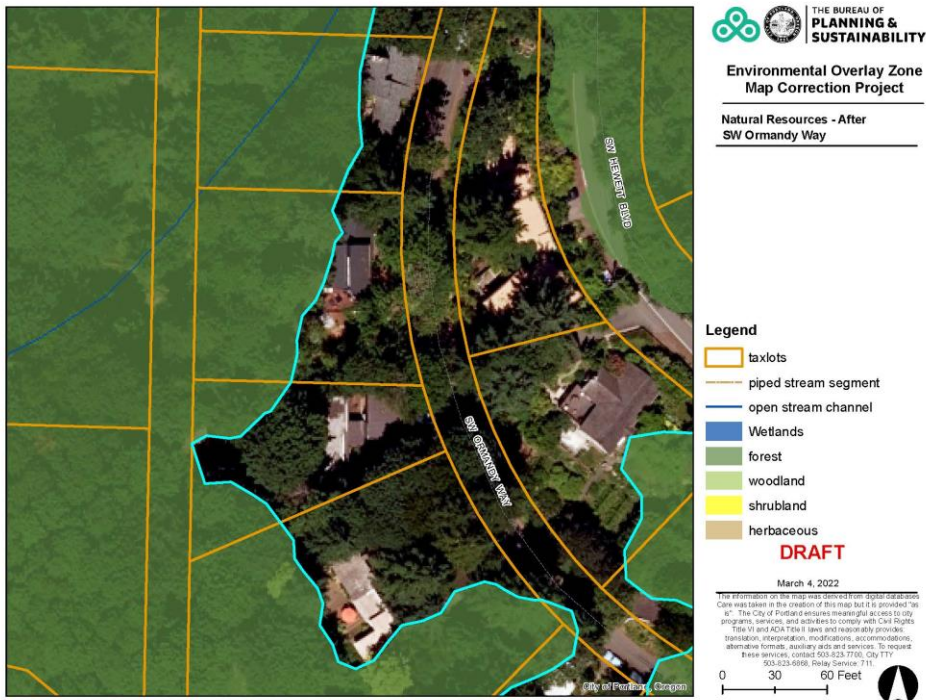 THE BUREAU OF
PLANNING &
SUSTAINABILITY
Environmental Overlay Zone
Map Correction Project
Natural Resources - After
SW Ormandy Way
SW HEWETT BLVD
SW ORMANDY WAY
City of Portland, Oregon
Legend
taxlots
piped stream segment
open stream channel
Wetlands
forest
woodland
shrubland
herbaceous
DRAFT
March 4, 2022
The information on the map was derived from digital databases
Care was taken in the creation of this map but it is provided "as
is". The City of Portland ensures meaningful access to city
programs, services, and activities to comply with Civil Rights
Title VI and ADA Title II laws and reasonably provides:
translation, interpretation, modifications, accommodations,
alternative formats, auxiliary aids and services. To request
these services, contact 503-823-7700, City TTY
503-823-6868, Relay Service: 711.
0 30 60 Feet